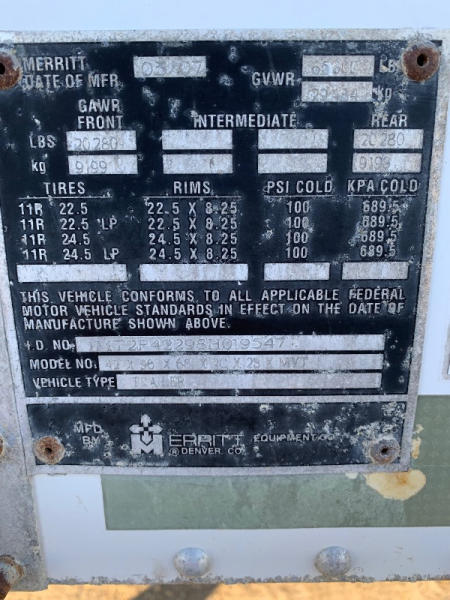 MERRITT
DATE OF MFR. GVWR LB
kg
GAWR
FRONT INTERMEDIATE REAR
LBS 20280 20280
kg 9199 9199
TIRES RIMS PSI COLD KPA COLD
11R 22.5 22.5 X 8.25 100 689.5
11R 22.5 LP 22.5 X 8.25 100 689.5
11R 24.5 24.5 X 8.25 100 689.5
11R 24.5 LP 24.5 X 8.25 100 689.5
THIS VEHICLE CONFORMS TO ALL APPLICABLE FEDERAL
MOTOR VEHICLE STANDARDS IN EFFECT ON THE DATE OF
MANUFACTURE SHOWN ABOVE.
I.D. NO.
MODEL NO. X MVT
VEHICLE TYPE TRAILER
MFD
BY MERRITT EQUIPMENT CO.
® DENVER, CO.